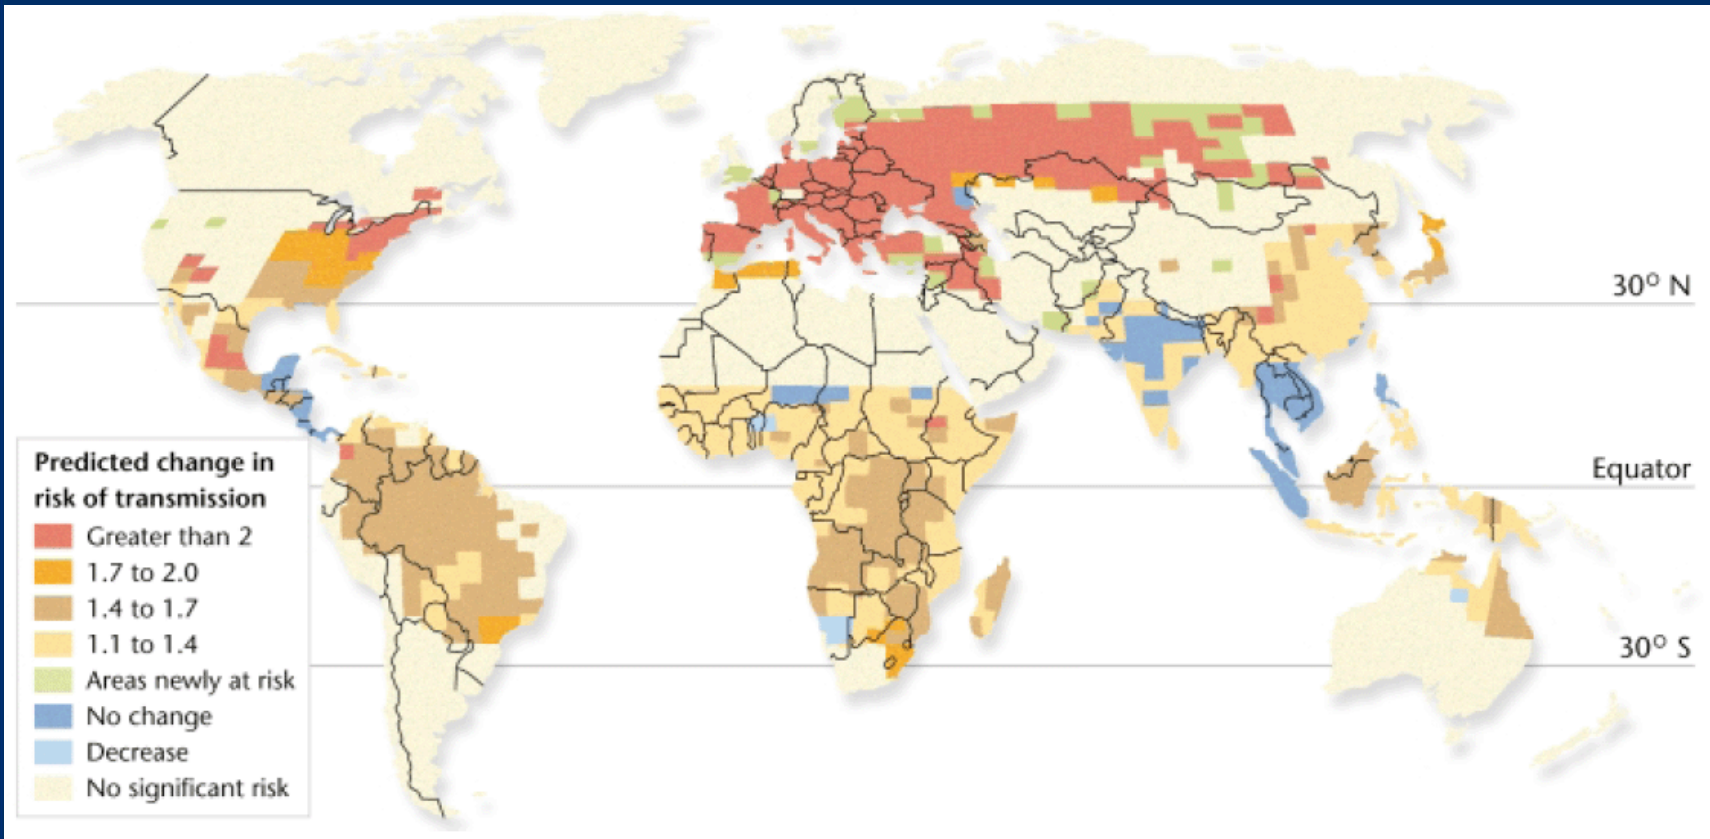 30° N
Equator
30° S
Predicted change in
risk of transmission
Greater than 2
1.7 to 2.0
1.4 to 1.7
1.1 to 1.4
Areas newly at risk
No change
Decrease
No significant risk